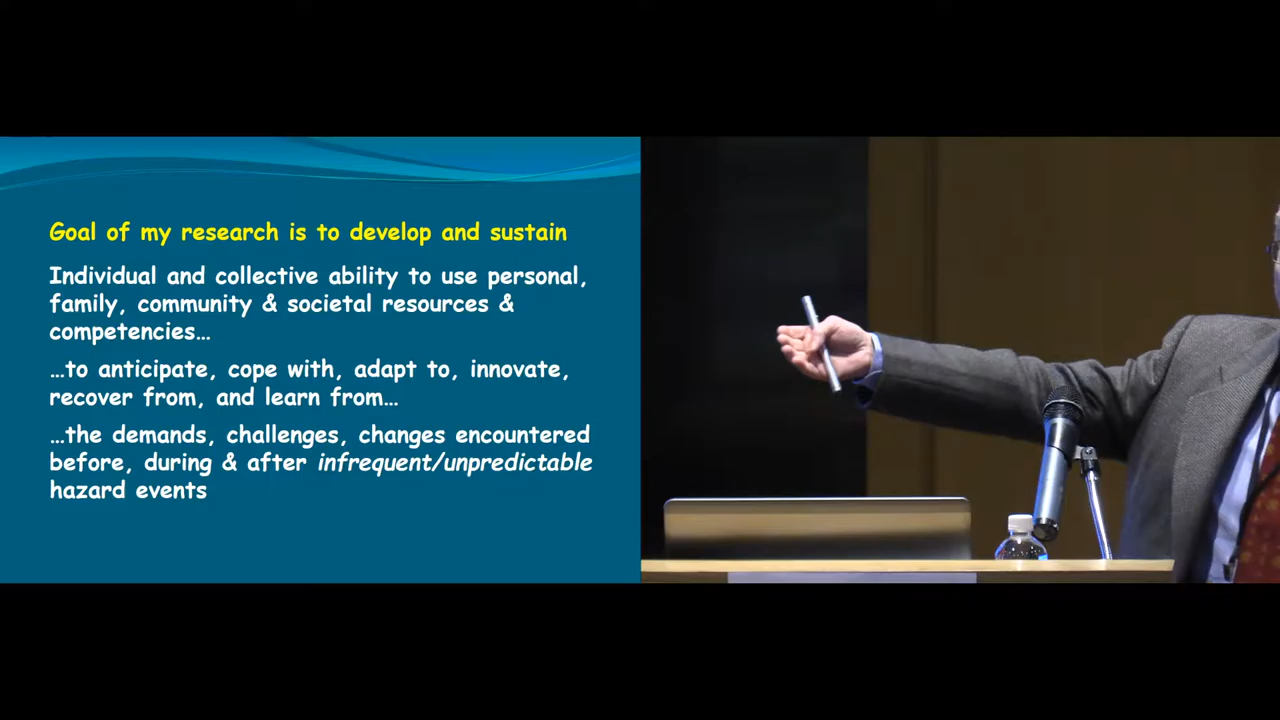 Goal of my research is to develop and sustain
Individual and collective ability to use personal,
family, community & societal resources &
competencies…
…to anticipate, cope with, adapt to, innovate,
recover from, and learn from…
…the demands, challenges, changes encountered
before, during & after infrequent/unpredictable
hazard events